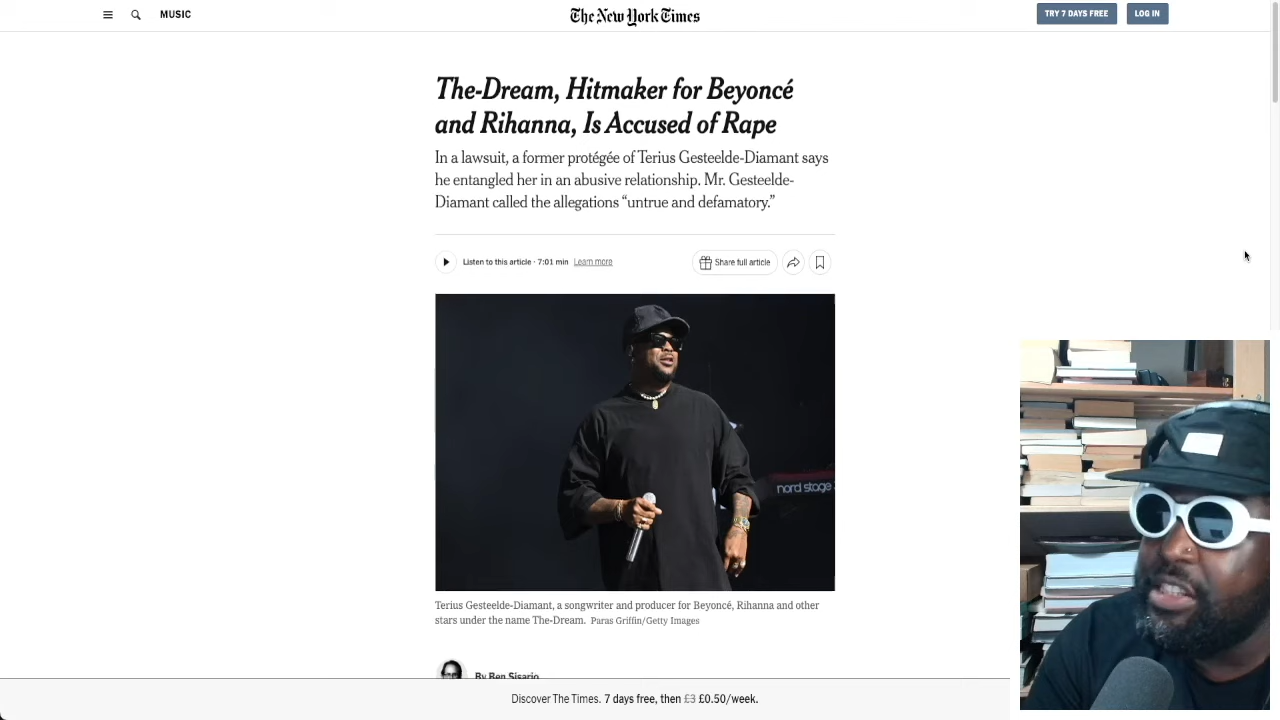 MUSIC
The New York Times
TRY 7 DAYS FREE
LOG IN
The-Dream, Hitmaker for Beyoncé
and Rihanna, Is Accused of Rape
In a lawsuit, a former protégée of Terius Gesteelde-Diamant says
he entangled her in an abusive relationship. Mr. Gesteelde-
Diamant called the allegations “untrue and defamatory.”
Listen to this article · 7:01 min Learn more
Share full article
nord stage
Terius Gesteelde-Diamant, a songwriter and producer for Beyoncé, Rihanna and other
stars under the name The-Dream. Paras Griffin/Getty Images
By Ben Sisario
Discover The Times. 7 days free, then £3 £0.50/week.